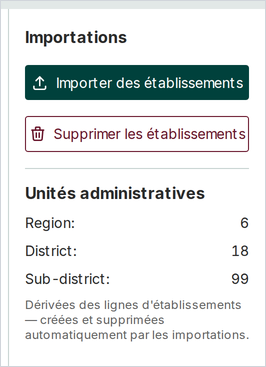 Importations
Importer des établissements
Supprimer les établissements
Unités administratives
Region: 6
District: 18
Sub-district: 99
Dérivées des lignes d'établissements
— créées et supprimées
automatiquement par les importations.